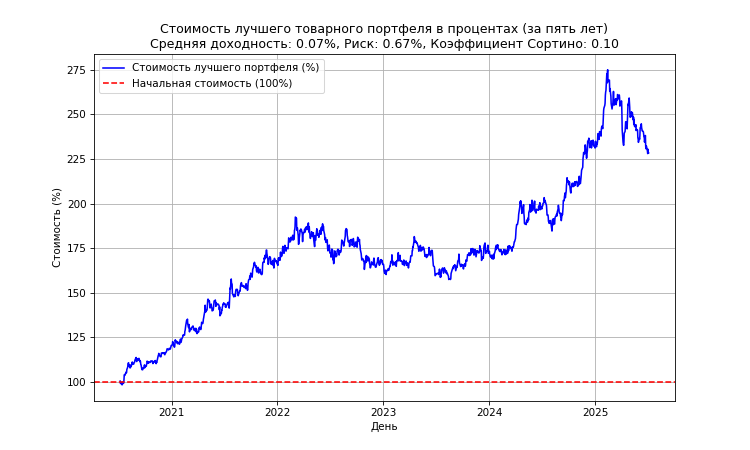 Стоимость лучшего товарного портфеля в процентах (за пять лет)
Средняя доходность: 0.07%, Риск: 0.67%, Коэффициент Сортино: 0.10
Стоимость лучшего портфеля (%)
Начальная стоимость (100%)
Стоимость (%)
275
250
225
200
175
150
125
100
2021
2022
2023
2024
2025
День